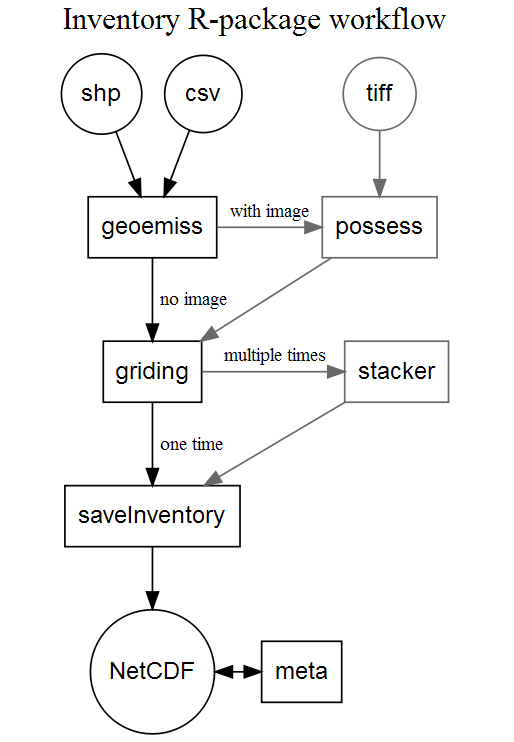 Inventory R-package workflow
shp
csv
tiff
geoemiss
with image
possess
no image
griding
multiple times
stacker
one time
saveInventory
NetCDF
meta